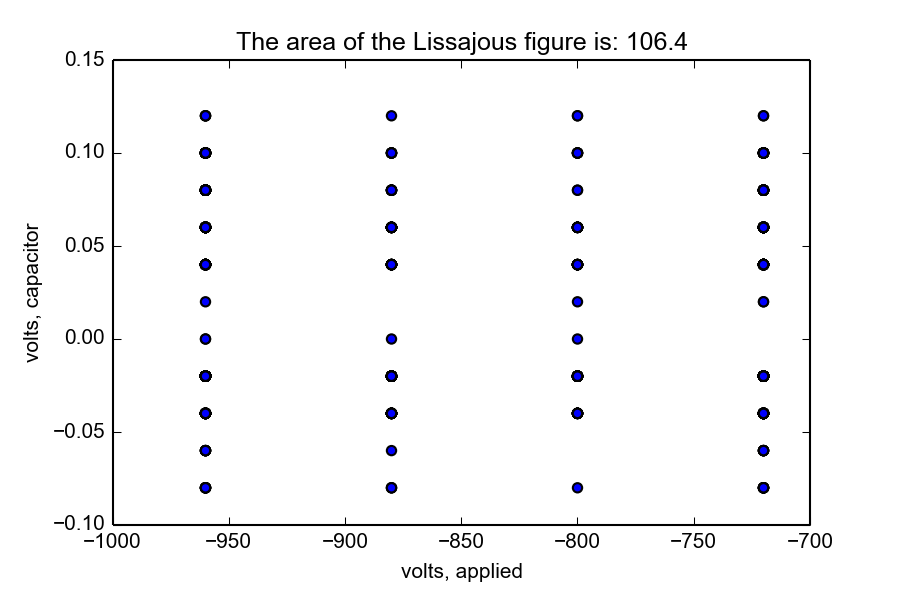 The area of the Lissajous figure is: 106.4
0.15
0.10
0.05
0.00
−0.05
−0.10
−1000 −950 −900 −850 −800 −750 −700
volts, capacitor
volts, applied